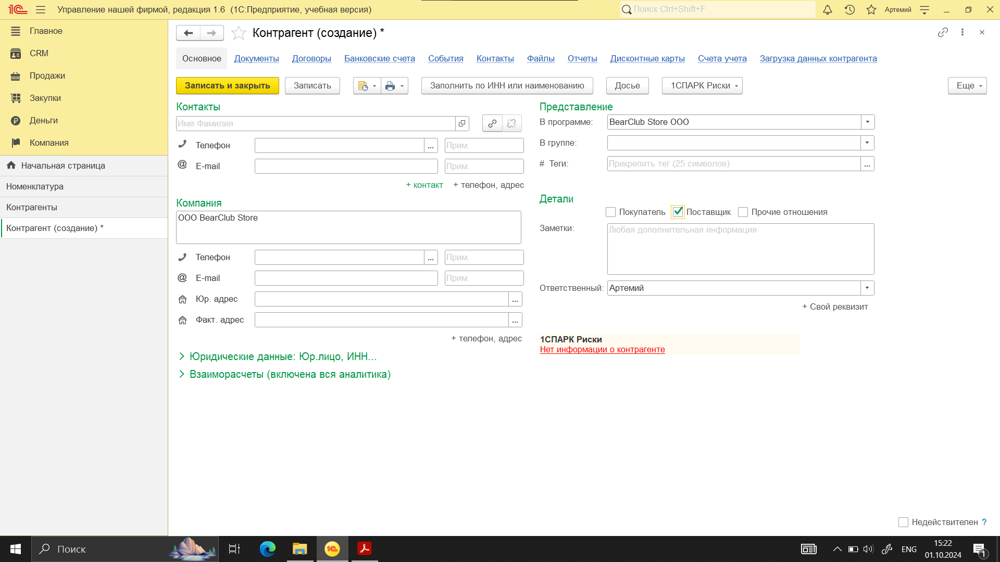 Управление нашей фирмой, редакция 1.6 (1С:Предприятие, учебная версия)
Поиск Ctrl+Shift+F
Артемий
Главное
CRM
Продажи
Закупки
Деньги
Компания
Начальная страница
Номенклатура
Контрагенты
Контрагент (создание) *
Контрагент (создание) *
Основное Документы Договоры Банковские счета События Контакты Файлы Отчеты Дисконтные карты Счета учета Загрузка данных контрагента
Записать и закрыть Записать Заполнить по ИНН или наименованию Досье 1СПАРК Риски Еще
Контакты
Имя Фамилия
Телефон ... Прим.
@ E-mail Прим.
+ контакт + телефон, адрес
Компания
ООО BearClub Store
Телефон ... Прим.
@ E-mail Прим.
Юр. адрес ...
Факт. адрес ...
+ телефон, адрес
Юридические данные: Юр.лицо, ИНН...
Взаиморасчеты (включена вся аналитика)
Представление
В программе: BearClub Store ООО
В группе:
# Теги: Прикрепить тег (25 символов) ...
Детали
Покупатель Поставщик Прочие отношения
Заметки: Любая дополнительная информация
Ответственный: Артемий
+ Свой реквизит
1СПАРК Риски
Нет информации о контрагенте
Недействителен ?
Поиск
ENG
15:22
01.10.2024
1